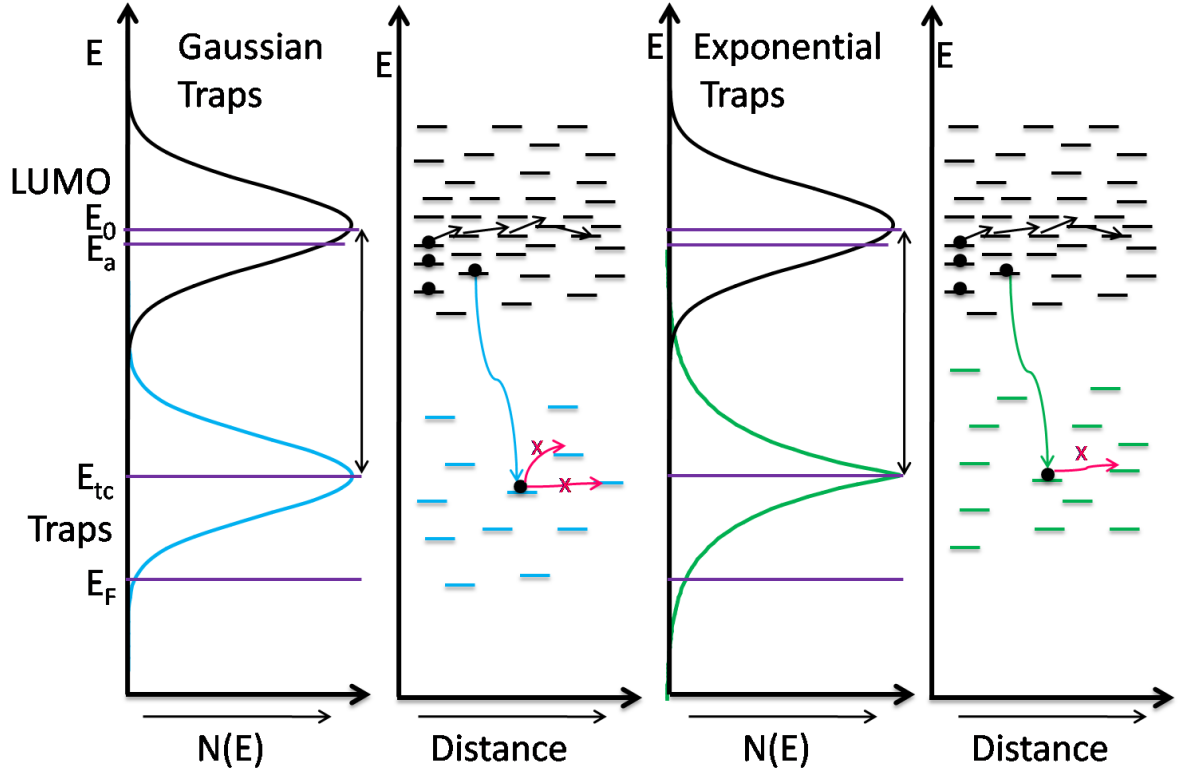 E
Gaussian
Traps
LUMO
E0
Ea
Etc
Traps
EF
N(E)
E
X
X
Distance
E
Exponential
Traps
N(E)
E
X
Distance